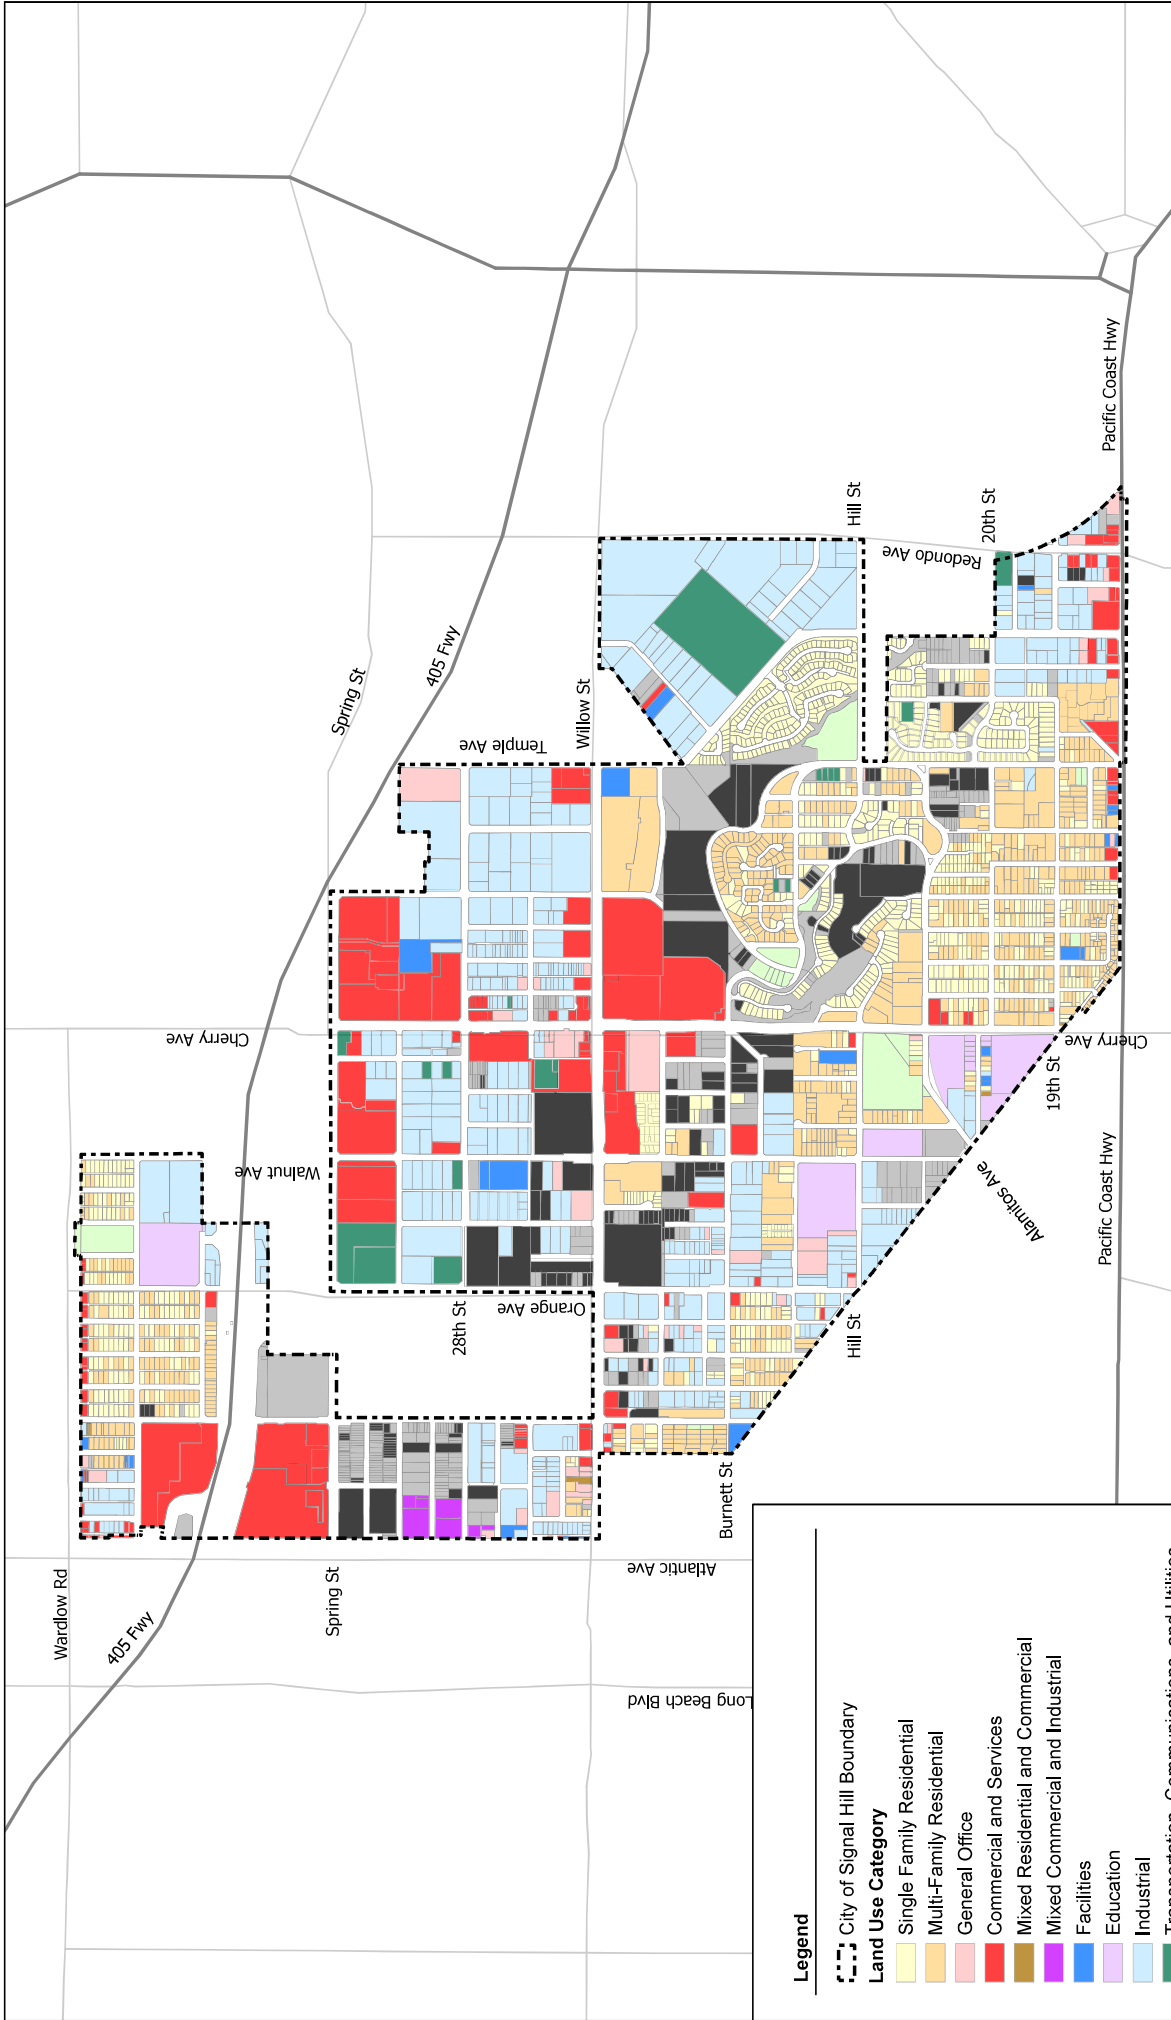 Wardlow Rd
405 Fwy
Spring St
Atlantic Ave
Long Beach Blvd
Burnett St
28th St
Orange Ave
Walnut Ave
Cherry Ave
Hill St
Alamitos Ave
19th St
Cherry Ave
Pacific Coast Hwy
Spring St
405 Fwy
Temple Ave
Willow St
Hill St
Redondo Ave
20th St
Pacific Coast Hwy
Legend
City of Signal Hill Boundary
Land Use Category
Single Family Residential
Multi-Family Residential
General Office
Commercial and Services
Mixed Residential and Commercial
Mixed Commercial and Industrial
Facilities
Education
Industrial
Transportation, Communications, and Utilities